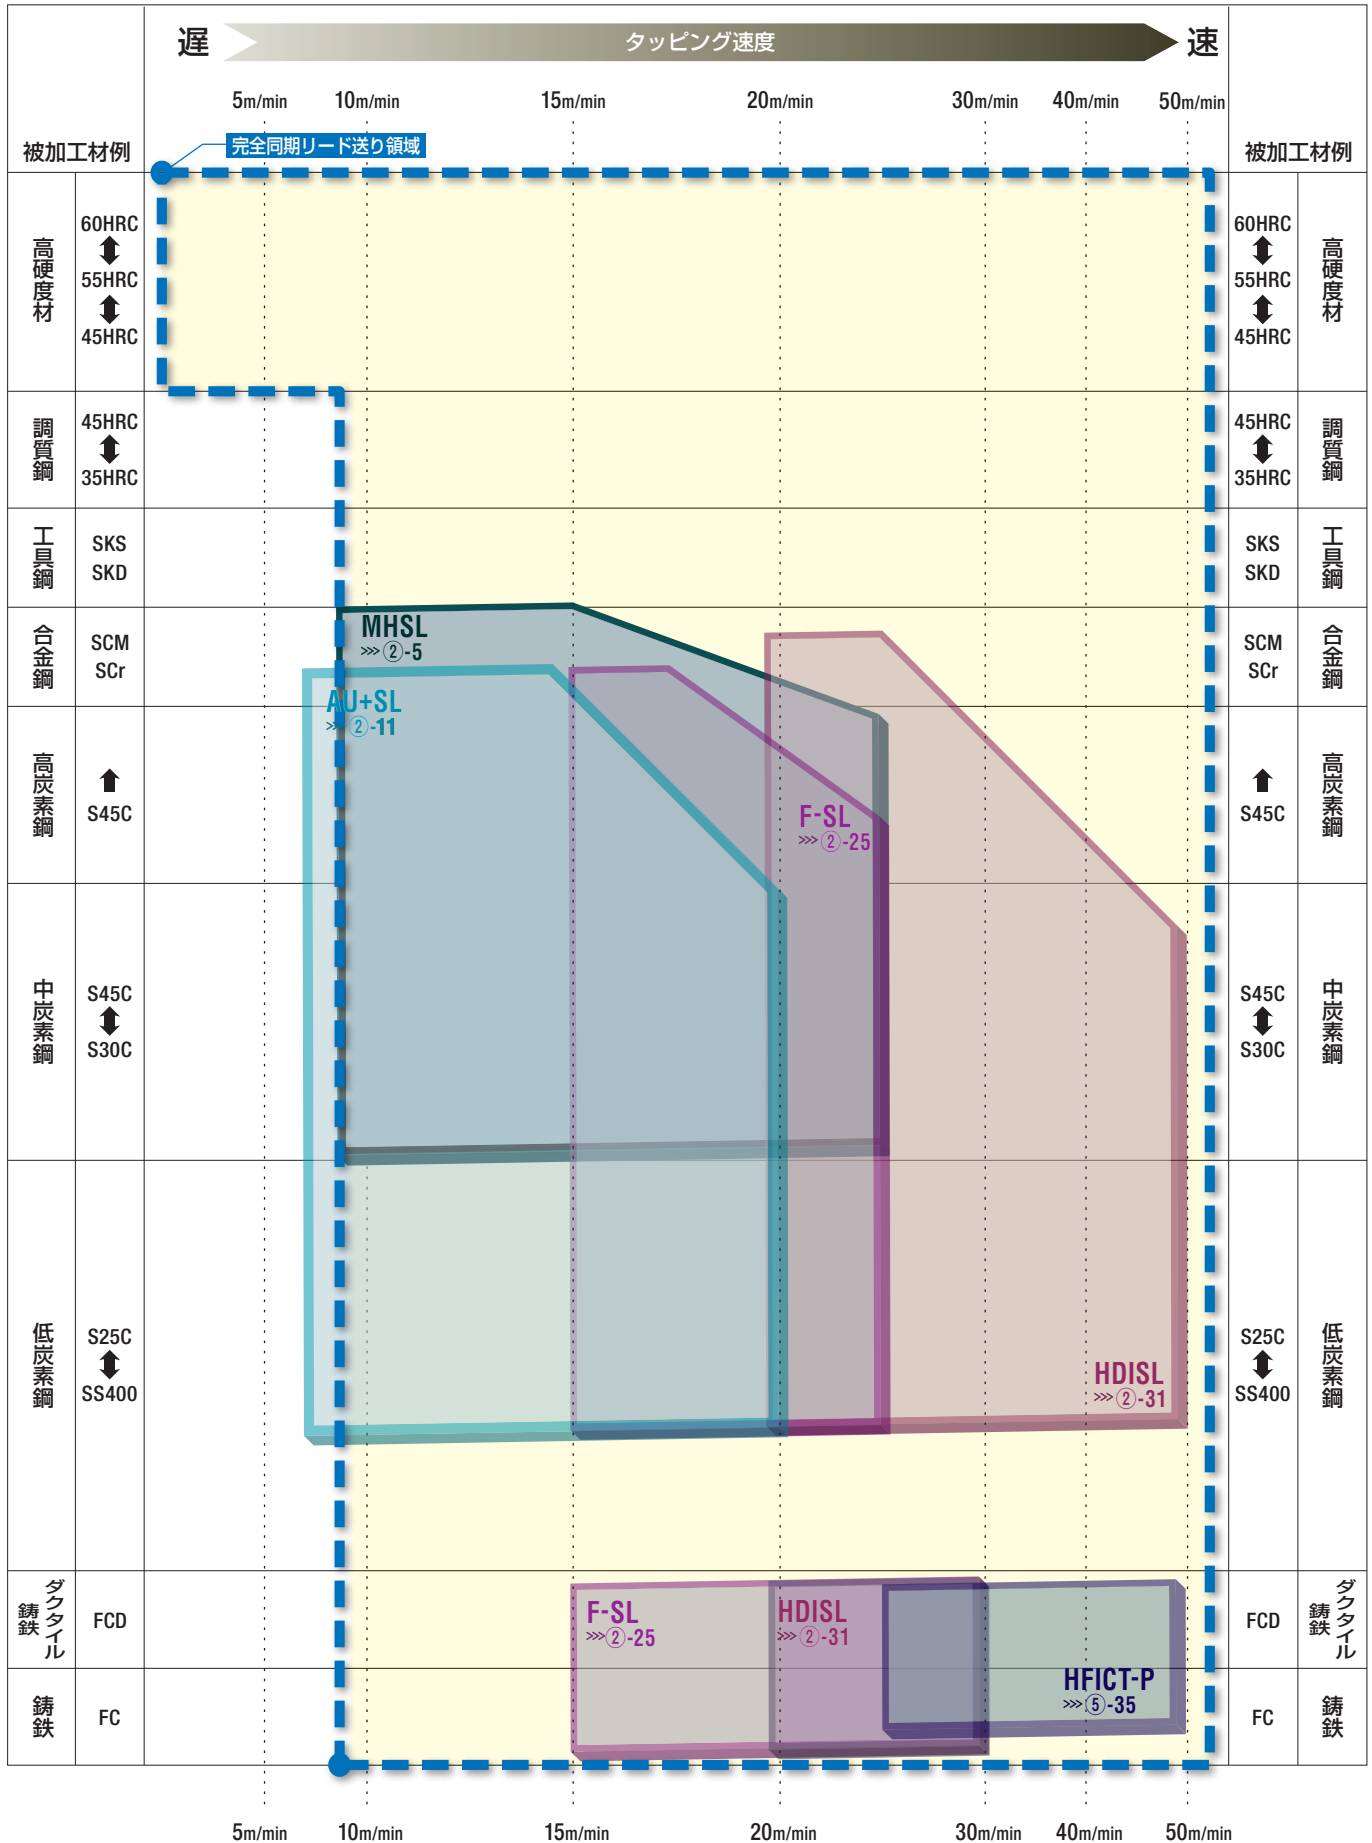 遅
タッピング速度
速
5m/min
10m/min
15m/min
20m/min
30m/min
40m/min
50m/min
被加工材例
完全同期リード送り領域
被加工材例
高硬度材
60HRC
55HRC
45HRC
60HRC
55HRC
45HRC
高硬度材
調質鋼
45HRC
35HRC
45HRC
35HRC
調質鋼
工具鋼
SKS
SKD
SKS
SKD
工具鋼
合金鋼
SCM
SCr
MHSL
>>> ②-5
SCM
SCr
合金鋼
AU+SL
>>> ②-11
高炭素鋼
S45C
F-SL
>>> ②-25
S45C
高炭素鋼
中炭素鋼
S45C
S30C
S45C
S30C
中炭素鋼
低炭素鋼
S25C
SS400
HDISL
>>> ②-31
S25C
SS400
低炭素鋼
ダクタイル
鋳鉄
FCD
F-SL
>>> ②-25
HDISL
>>> ②-31
FCD
ダクタイル
鋳鉄
鋳鉄
FC
HFICT-P
>>> ⑤-35
FC
鋳鉄
5m/min
10m/min
15m/min
20m/min
30m/min
40m/min
50m/min